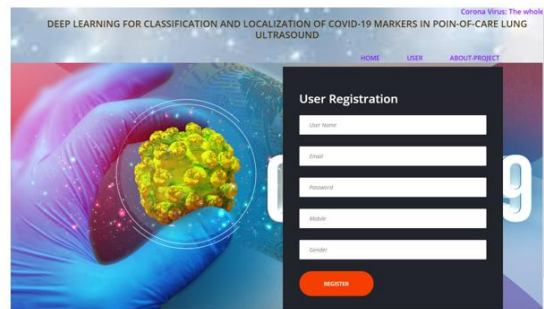 Corona Virus: The whole
DEEP LEARNING FOR CLASSIFICATION AND LOCALIZATION OF COVID-19 MARKERS IN POIN-OF-CARE LUNG
ULTRASOUND
HOME USER ABOUT-PROJECT
User Registration
User Name
Email
Password
Mobile
Gender
REGISTER
9